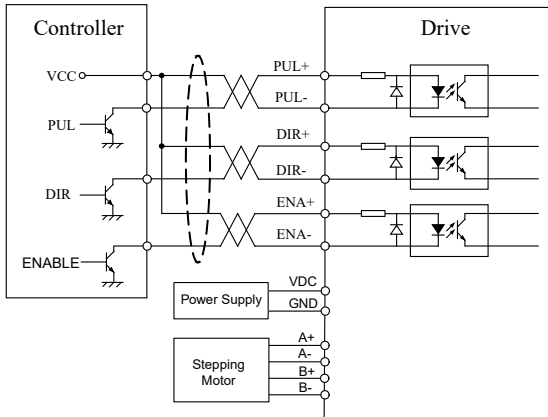 Controller
Drive
VCC
PUL
DIR
ENABLE
PUL+
PUL-
DIR+
DIR-
ENA+
ENA-
Power Supply
VDC
GND
Stepping
Motor
A+
A-
B+
B-